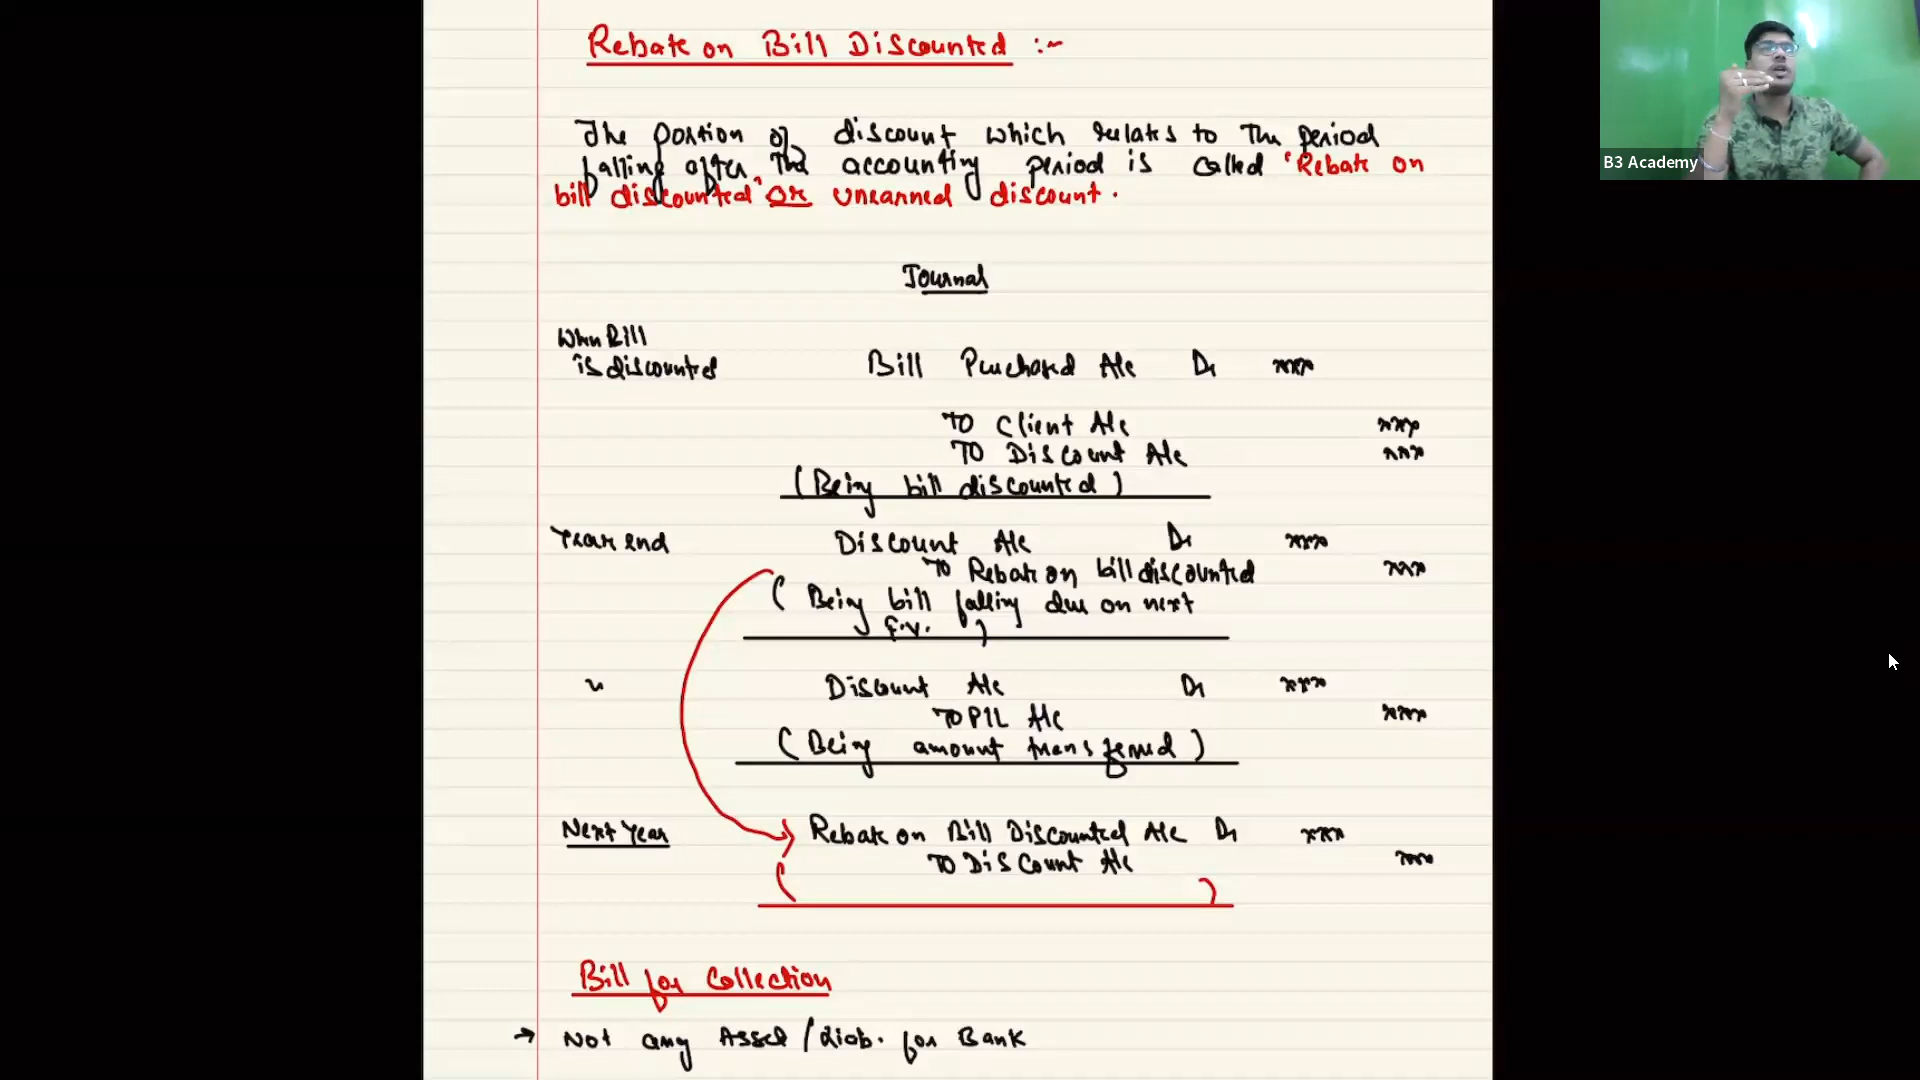 Rebate on Bill Discounted :~
B3 Academy
The portion of discount which relates to the period
falling after the accounting period is called "Rebate on
bill discounted" OR unearned discount.
Journal
When Bill
is discounted Bill Purchased A/c Dr xxx
To Client A/c xxx
To Discount A/c xxx
(Being bill discounted)
Year end Discount A/c Dr xxx
To Rebate on bill discounted xxx
(Being bill falling due on next
f.y. )
" Discount A/c Dr xxx
To P/L A/c xxx
(Being amount transferred)
Next Year Rebate on Bill Discounted A/c Dr xxx
To Discount A/c xxx
( )
Bill for Collection
→ Not any Asset / Liab. for Bank